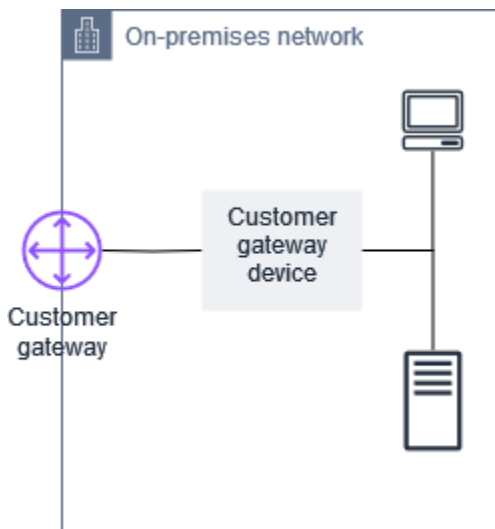 On-premises network
Customer
gateway
device
Customer
gateway